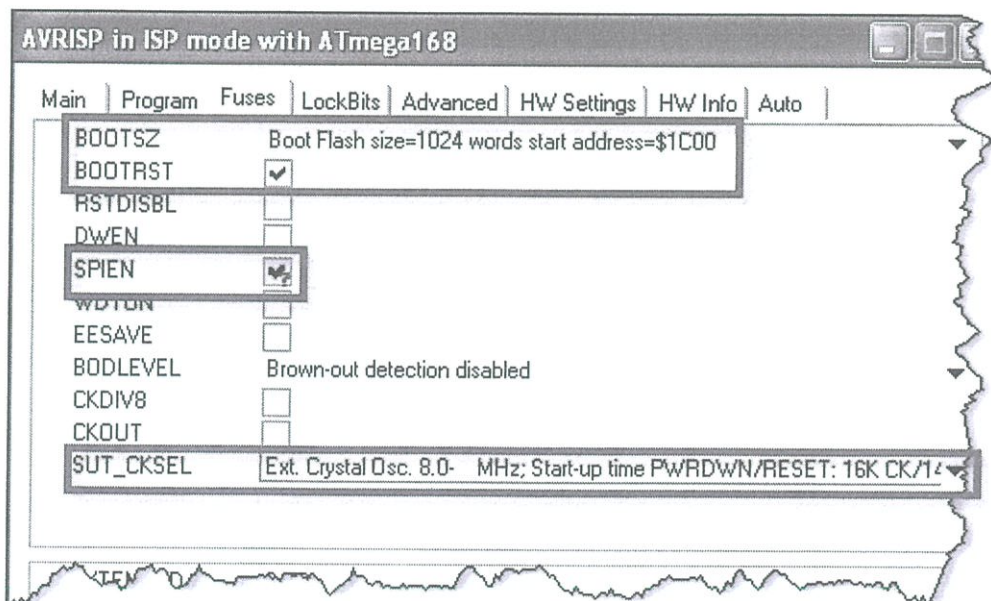 AVRISP in ISP mode with ATmega168
Main Program Fuses LockBits Advanced HW Settings HW Info Auto
BOOTSZ Boot Flash size=1024 words start address=$1C00
BOOTRST
RSTDISBL
DWEN
SPIEN
WDTON
EESAVE
BODLEVEL Brown-out detection disabled
CKDIV8
CKOUT
SUT_CKSEL Ext. Crystal Osc. 8.0- MHz; Start-up time PWRDWN/RESET: 16K CK/14